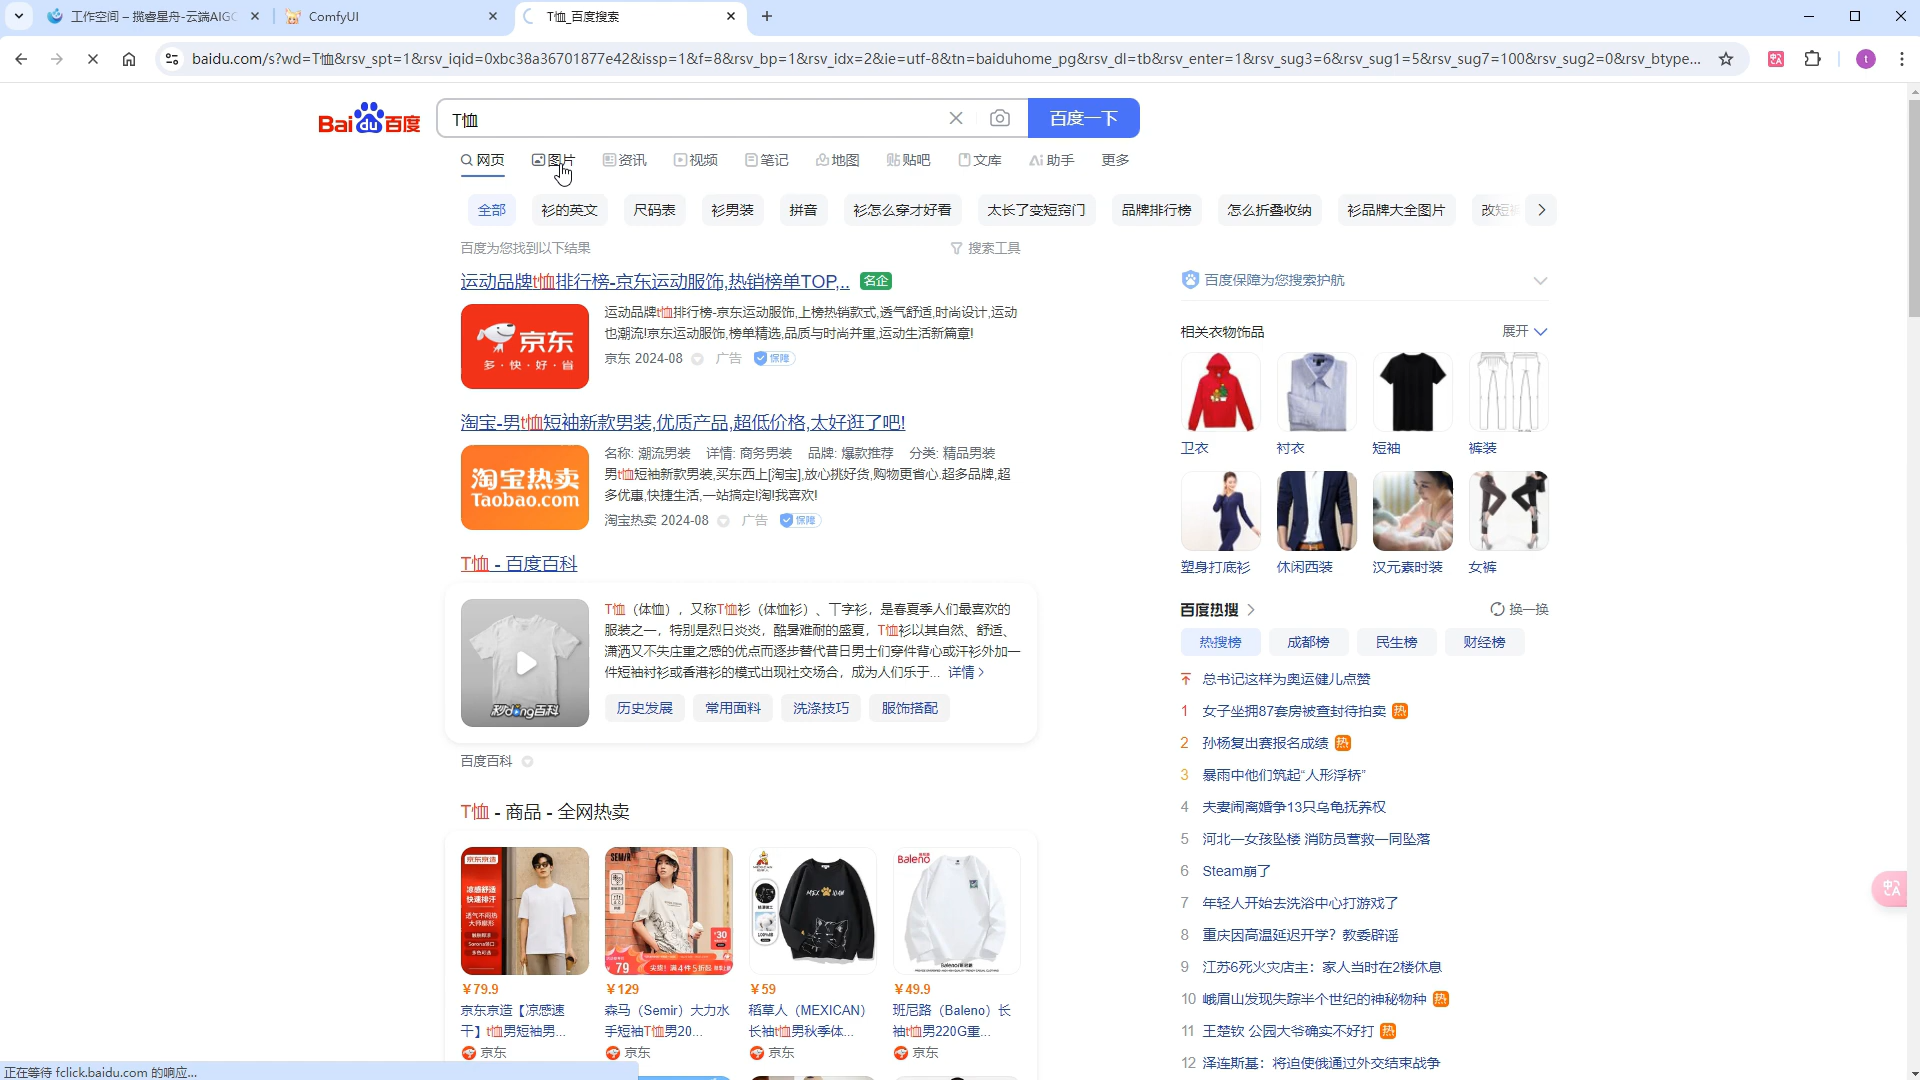 工作空间 – 揽睿星舟-云端AIGC
ComfyUI
T恤_百度搜索
baidu.com/s?wd=T恤&rsv_spt=1&rsv_iqid=0xbc38a36701877e42&issp=1&f=8&rsv_bp=1&rsv_idx=2&ie=utf-8&tn=baiduhome_pg&rsv_dl=tb&rsv_enter=1&rsv_sug3=6&rsv_sug1=5&rsv_sug7=100&rsv_sug2=0&rsv_btype...
Bai du 百度
T恤
百度一下
网页 图片 资讯 视频 笔记 地图 贴吧 文库 助手 更多
全部 衫的英文 尺码表 衫男装 拼音 衫怎么穿才好看 太长了变短窍门 品牌排行榜 怎么折叠收纳 衫品牌大全图片 改短
百度为您找到以下结果
搜索工具
运动品牌t恤排行榜-京东运动服饰,热销榜单TOP,..
名企
京东
多·快·好·省
运动品牌t恤排行榜-京东运动服饰,上榜热销款式,透气舒适,时尚设计,运动
也潮流!京东运动服饰,榜单精选,品质与时尚并重,运动生活新篇章!
京东 2024-08 广告 保障
淘宝-男t恤短袖新款男装,优质产品,超低价格,太好逛了吧!
淘宝热卖
Taobao.com
名称: 潮流男装 详情: 商务男装 品牌: 爆款推荐 分类: 精品男装
男t恤短袖新款男装,买东西上[淘宝],放心挑好货,购物更省心.超多品牌,超
多优惠,快捷生活,一站搞定!淘!我喜欢!
淘宝热卖 2024-08 广告 保障
T恤 - 百度百科
秒dǒng百科
T恤（体恤），又称T恤衫（体恤衫）、丅字衫，是春夏季人们最喜欢的
服装之一，特别是烈日炎炎，酷暑难耐的盛夏，T恤衫以其自然、舒适、
潇洒又不失庄重之感的优点而逐步替代昔日男士们穿件背心或汗衫外加一
件短袖衬衫或香港衫的模式出现社交场合，成为人们乐于... 详情
历史发展 常用面料 洗涤技巧 服饰搭配
百度百科
T恤 - 商品 - 全网热卖
京东京造
凉感舒适
快速排汗
SEMIR
¥30
79
Baleno
100%棉
¥79.9
京东京造【凉感速
干】t恤男短袖男...
京东
¥129
森马（Semir）大力水
手短袖T恤男20...
京东
¥59
稻草人（MEXICAN）
长袖t恤男秋季体...
京东
¥49.9
班尼路（Baleno）长
袖t恤男220G重...
京东
百度保障为您搜索护航
相关衣物饰品
展开
卫衣 衬衣 短袖 裤装
塑身打底衫 休闲西装 汉元素时装 女裤
百度热搜
换一换
热搜榜 成都榜 民生榜 财经榜
总书记这样为奥运健儿点赞
1 女子坐拥87套房被查封待拍卖 热
2 孙杨复出赛报名成绩 热
3 暴雨中他们筑起“人形浮桥”
4 夫妻闹离婚争13只乌龟抚养权
5 河北一女孩坠楼 消防员营救一同坠落
6 Steam崩了
7 年轻人开始去洗浴中心打游戏了
8 重庆因高温延迟开学？教委辟谣
9 江苏6死火灾店主：家人当时在2楼休息
10 峨眉山发现失踪半个世纪的神秘物种 热
11 王楚钦 公园大爷确实不好打 热
12 泽连斯基：将迫使俄通过外交结束战争
正在等待 fclick.baidu.com 的响应...